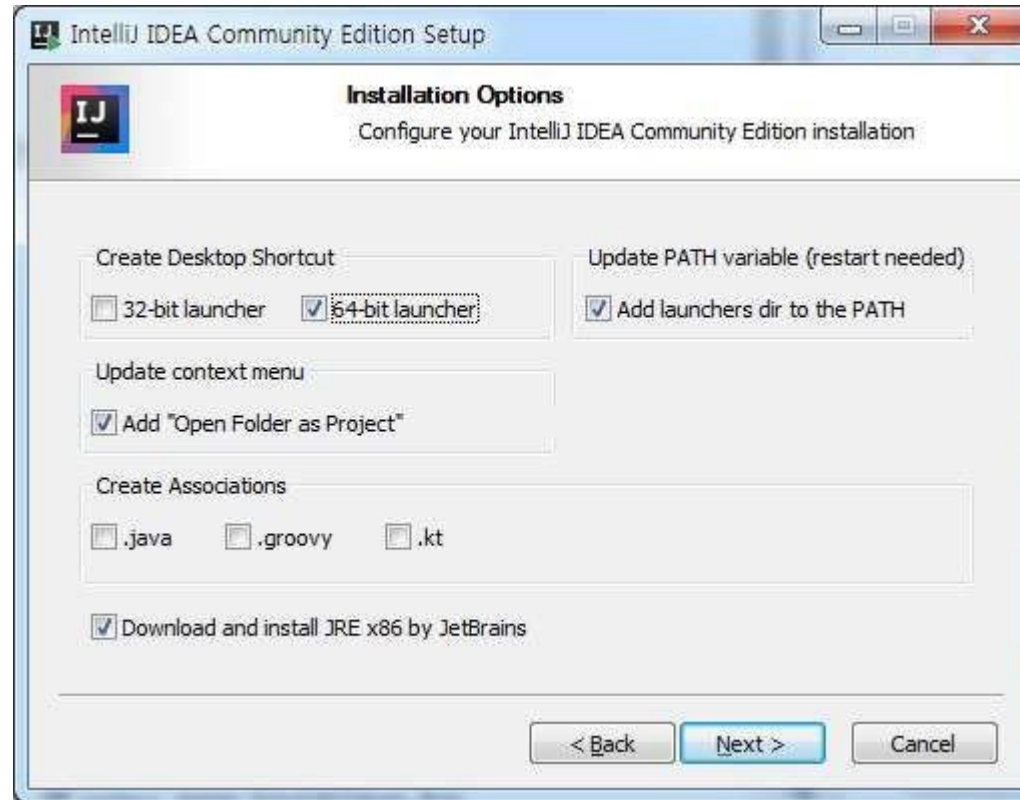 IntelliJ IDEA Community Edition Setup
IJ
Installation Options
Configure your IntelliJ IDEA Community Edition installation
Create Desktop Shortcut
Update PATH variable (restart needed)
32-bit launcher 64-bit launcher
Add launchers dir to the PATH
Update context menu
Add "Open Folder as Project"
Create Associations
.java .groovy .kt
Download and install JRE x86 by JetBrains
< Back Next > Cancel